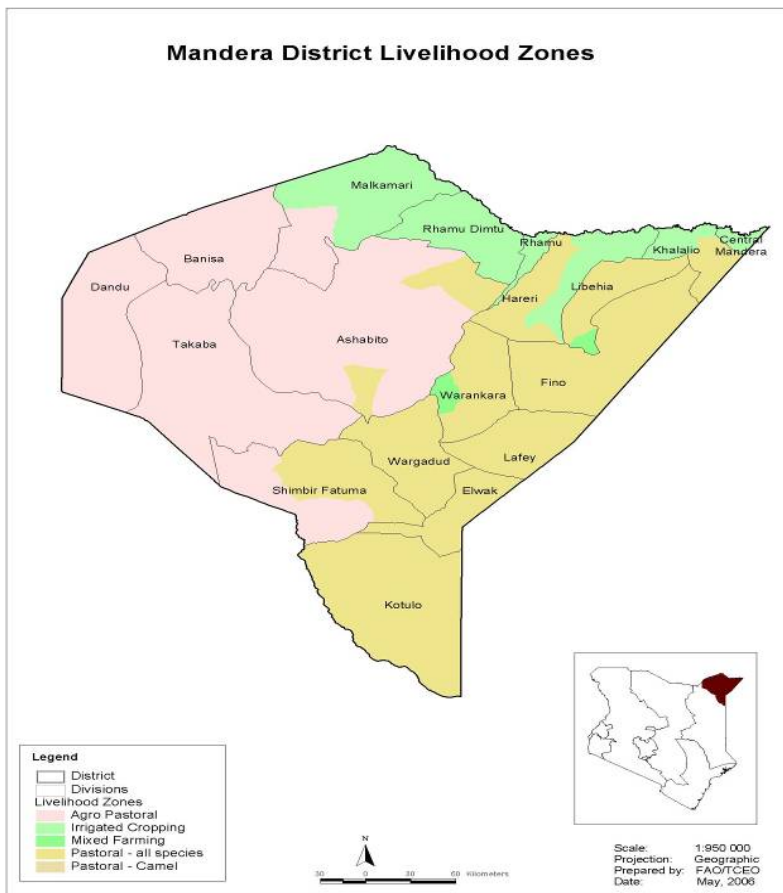 Mandera District Livelihood Zones
Malkamari
Rhamu Dimtu
Rhamu
Khalalio
Central
Mandera
Banisa
Dandu
Hareri
Libehia
Takaba
Ashabito
Warankara
Fino
Wargadud
Lafey
Shimbir Fatuma
Elwak
Kotulo
Legend
District
Divisions
Livelihood Zones
Agro Pastoral
Irrigated Cropping
Mixed Farming
Pastoral - all species
Pastoral - Camel
N
30 0 30 60 Kilometers
Scale: 1:950 000
Projection: Geographic
Prepared by: FAO/TCEO
Date: May, 2006